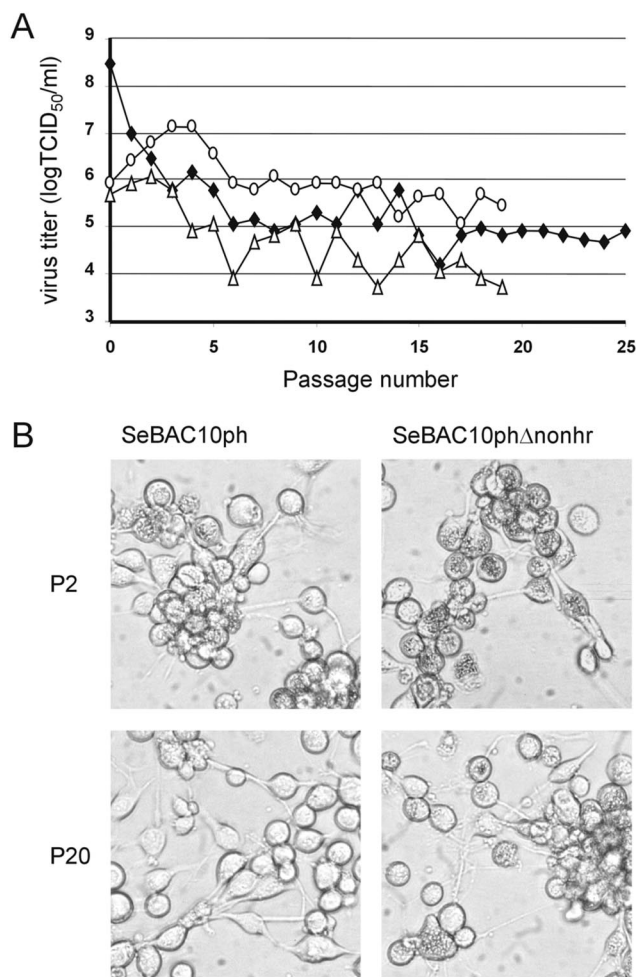 A
virus titer (logTCID50/ml)
9
8
7
6
5
4
3
0 5 10 15 20 25
Passage number
B
SeBAC10ph SeBAC10phΔnonhr
P2
P20